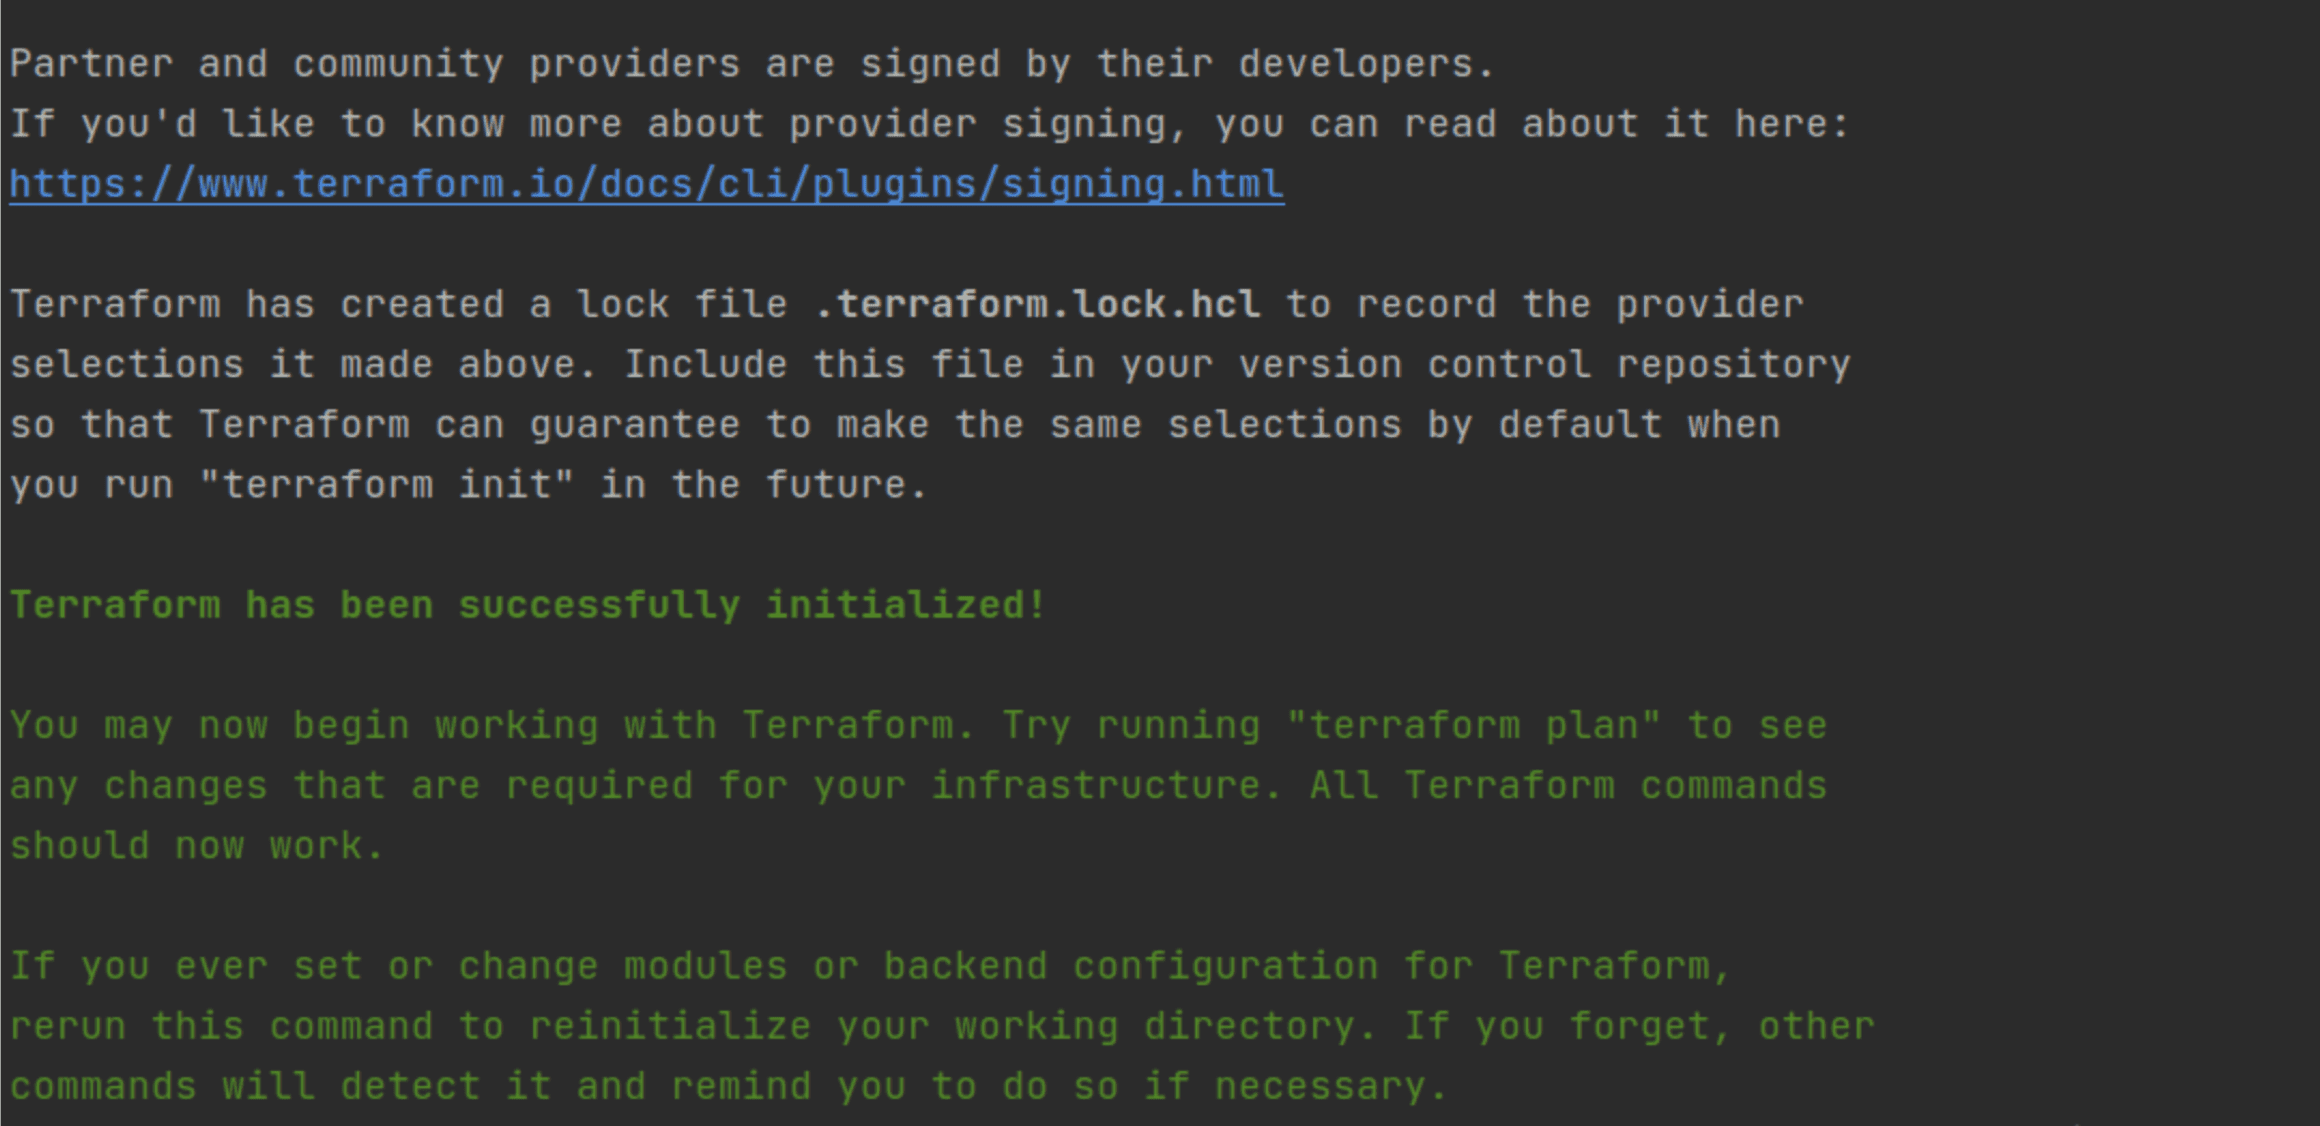 Partner and community providers are signed by their developers.
If you'd like to know more about provider signing, you can read about it here:
https://www.terraform.io/docs/cli/plugins/signing.html
Terraform has created a lock file .terraform.lock.hcl to record the provider
selections it made above. Include this file in your version control repository
so that Terraform can guarantee to make the same selections by default when
you run "terraform init" in the future.
Terraform has been successfully initialized!
You may now begin working with Terraform. Try running "terraform plan" to see
any changes that are required for your infrastructure. All Terraform commands
should now work.
If you ever set or change modules or backend configuration for Terraform,
rerun this command to reinitialize your working directory. If you forget, other
commands will detect it and remind you to do so if necessary.